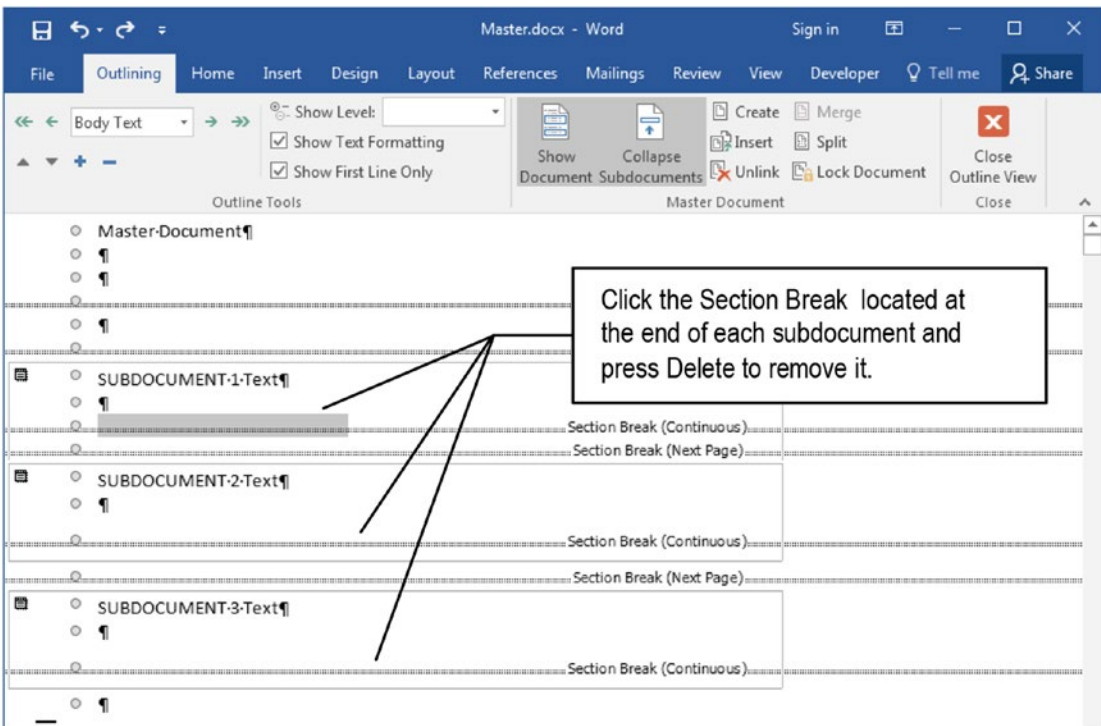 Master.docx - Word Sign in
File Outlining Home Insert Design Layout References Mailings Review View Developer Tell me Share
Body Text
Show Level:
Show Text Formatting
Show First Line Only
Outline Tools
Show Document
Collapse Subdocuments
Create
Insert
Unlink
Merge
Split
Lock Document
Master Document
Close Outline View
Close
Master·Document¶
¶
¶
¶
Click the Section Break located at
the end of each subdocument and
press Delete to remove it.
SUBDOCUMENT·1·Text¶
¶
Section Break (Continuous)
Section Break (Next Page)
SUBDOCUMENT·2·Text¶
¶
Section Break (Continuous)
Section Break (Next Page)
SUBDOCUMENT·3·Text¶
¶
Section Break (Continuous)
¶